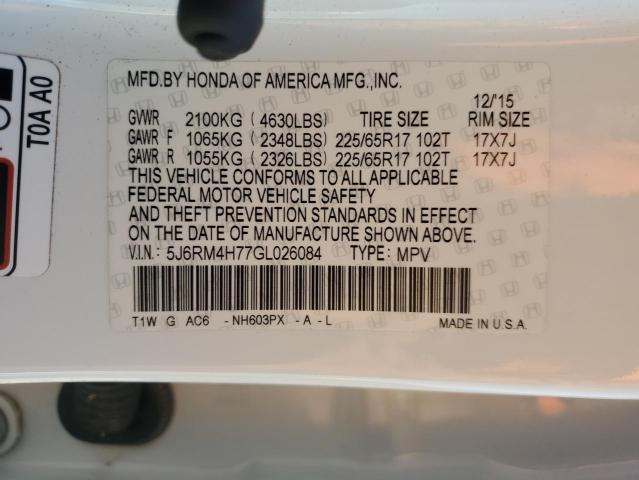 T0A A0
MFD.BY HONDA OF AMERICA MFG.,INC.
12/'15
GVWR 2100KG (4630LBS) TIRE SIZE RIM SIZE
GAWR F 1065KG (2348LBS) 225/65R17 102T 17X7J
GAWR R 1055KG (2326LBS) 225/65R17 102T 17X7J
THIS VEHICLE CONFORMS TO ALL APPLICABLE
FEDERAL MOTOR VEHICLE SAFETY
AND THEFT PREVENTION STANDARDS IN EFFECT
ON THE DATE OF MANUFACTURE SHOWN ABOVE.
V.I.N.: 5J6RM4H77GL026084 TYPE: MPV
T1W G AC6 -NH603PX -A-L MADE IN U.S.A.